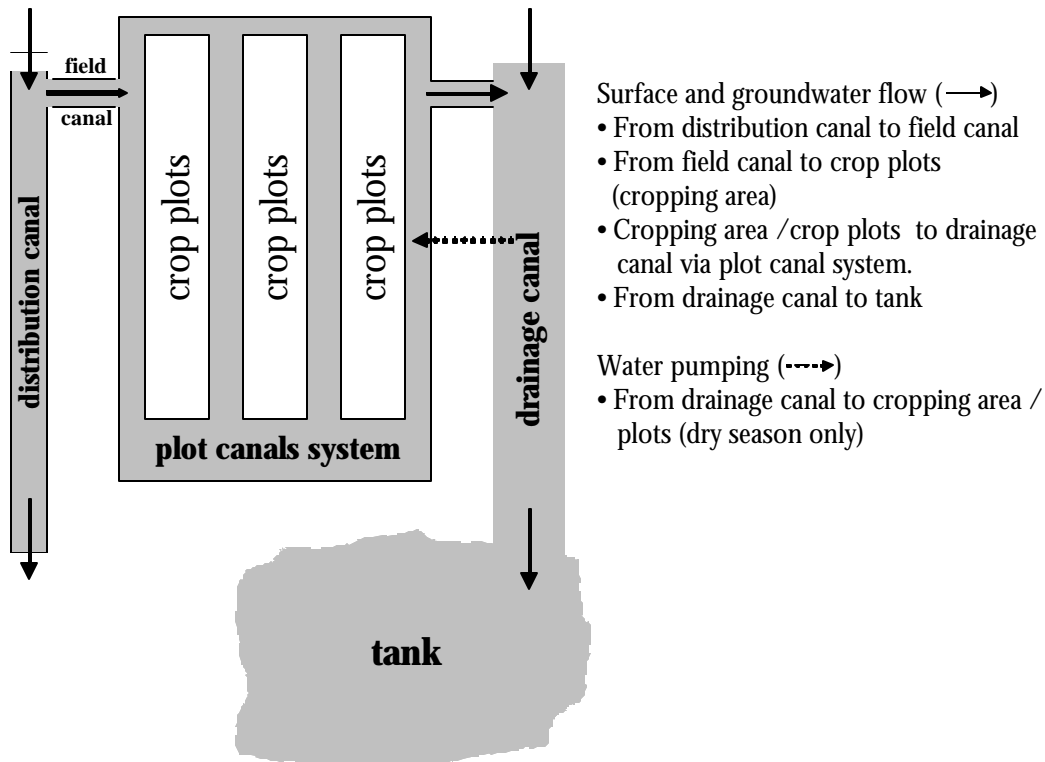 field
canal
distribution canal
crop plots
crop plots
crop plots
plot canals system
drainage canal
tank
Surface and groundwater flow (→)
• From distribution canal to field canal
• From field canal to crop plots
(cropping area)
• Cropping area /crop plots to drainage
canal via plot canal system.
• From drainage canal to tank
Water pumping (⇢)
• From drainage canal to cropping area /
plots (dry season only)